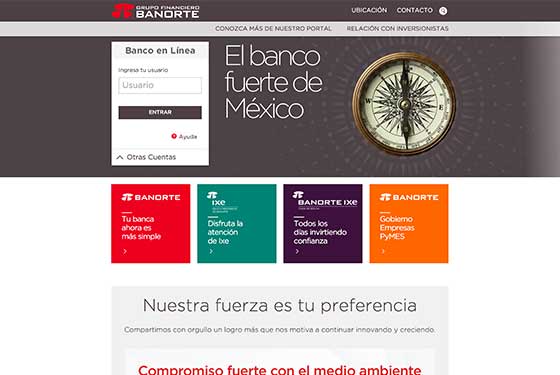 GRUPO FINANCIERO
BANORTE
UBICACIÓN
CONTACTO
CONOZCA MÁS DE NUESTRO PORTAL
RELACIÓN CON INVERSIONISTAS
Banco en Línea
Ingresa tu usuario
Usuario
ENTRAR
Ayuda
Otras Cuentas
El banco
fuerte de
México
BANORTE
Tu banca
ahora es
más simple
ixe
Disfruta la
atención
de Ixe
BANORTE IXE
Todos los
días invirtiendo
confianza
BANORTE
Gobierno
Empresas
PyMES
Nuestra fuerza es tu preferencia
Compartimos con orgullo un logro más que nos motiva a continuar innovando y creciendo.
Compromiso fuerte con el medio ambiente